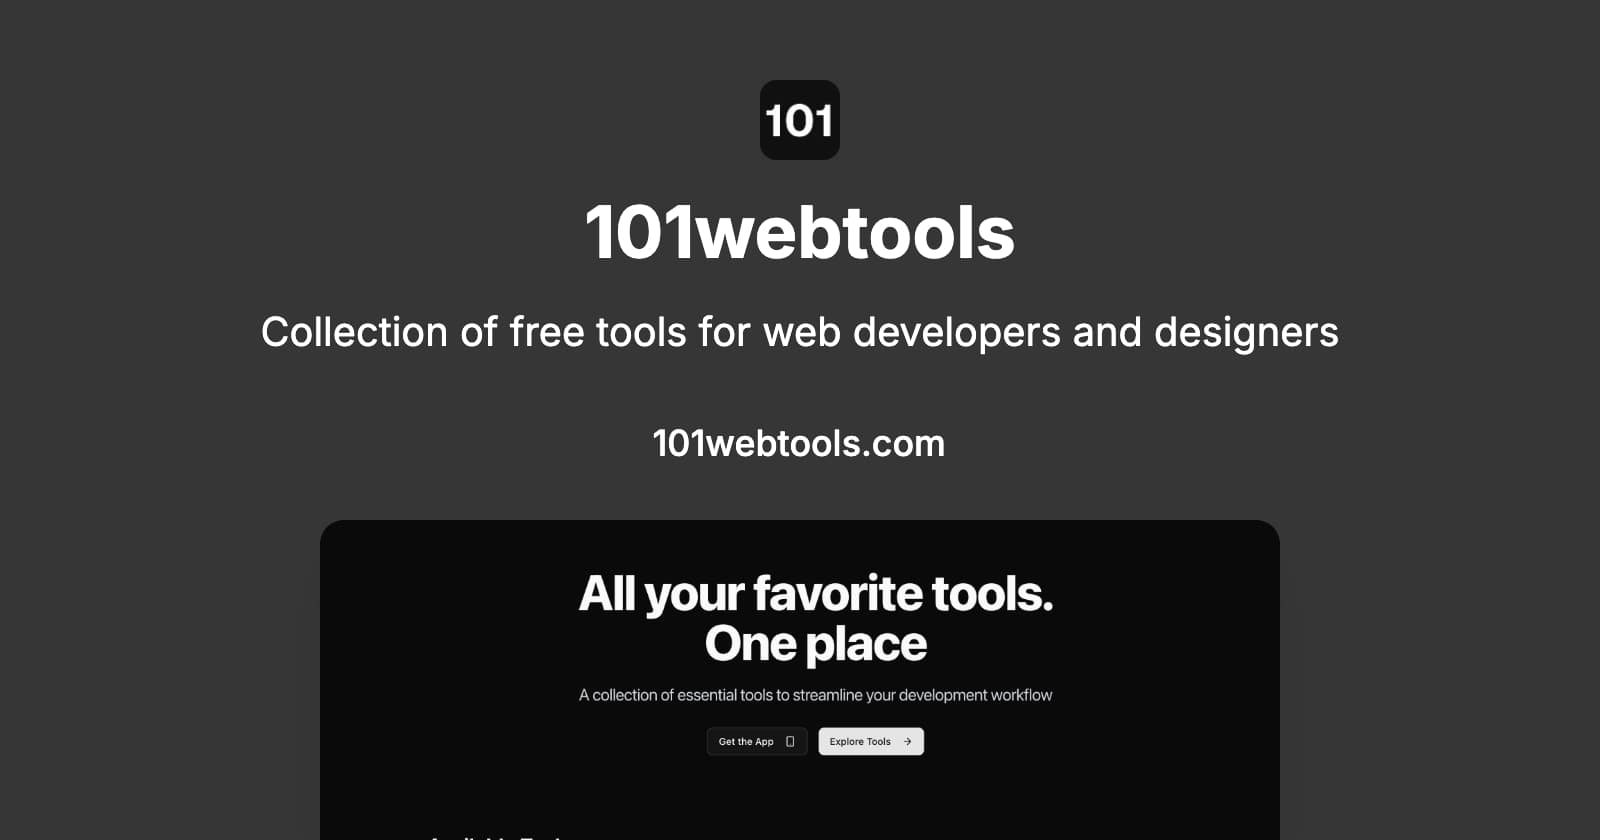 101
101webtools
Collection of free tools for web developers and designers
101webtools.com
All your favorite tools.
One place
A collection of essential tools to streamline your development workflow
Get the App
Explore Tools